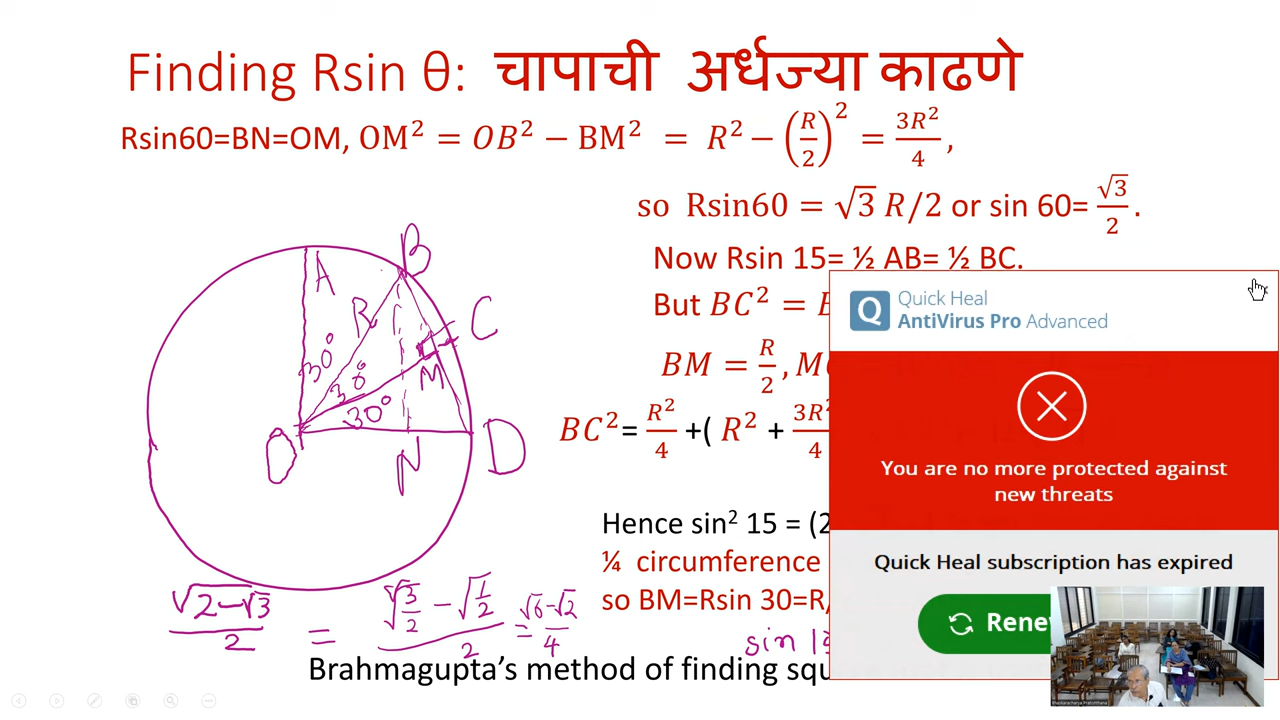 Finding Rsin θ: चापाची अर्धज्या काढणे
Rsin60=BN=OM, OM² = OB² − BM² = R² − (R/2)² = 3R²/4,
so Rsin60 = √3 R/2 or sin 60= √3/2.
Now Rsin 15= ½ AB= ½ BC.
But BC² =
BM = R/2,
BC²= R²/4 +( R² + 3R²/4
Hence sin² 15 = (2
¼ circumference
so BM=Rsin 30=R/
sin 15
Brahmagupta's method of finding squ
A
B
R
C
30°
30°
M
30°
O
N
D
√2−√3/2 = √3/2 − √1/2/2 = √6−√2/4
Quick Heal
AntiVirus Pro Advanced
You are no more protected against
new threats
Quick Heal subscription has expired
Rene